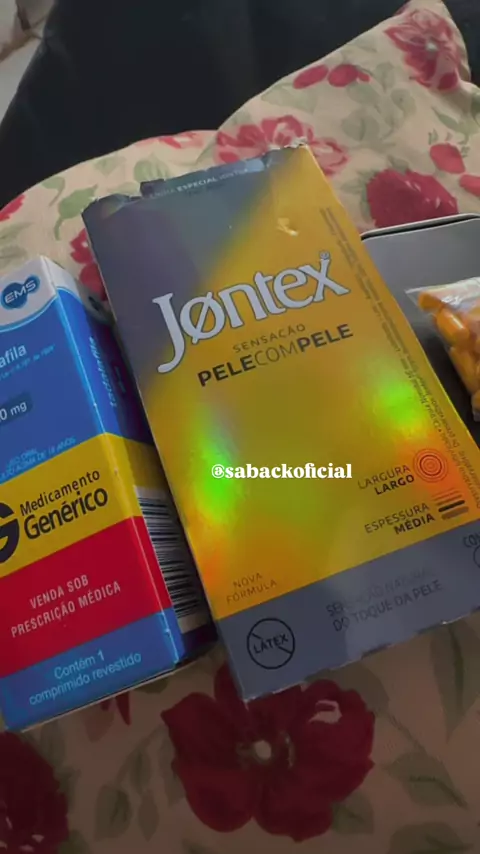 EMS
afila
0 mg
Medicamento
Genérico
G
VENDA SOB
PRESCRIÇÃO MÉDICA
Contém 1
comprimido revestido
Jøntex
SENSAÇÃO
PELECOMPELE
@sabackoficial
LARGURA
LARGO
ESPESSURA
MÉDIA
NOVA
FÓRMULA
LÁTEX
SENSAÇÃO NATURAL
DO TOQUE DA PELE